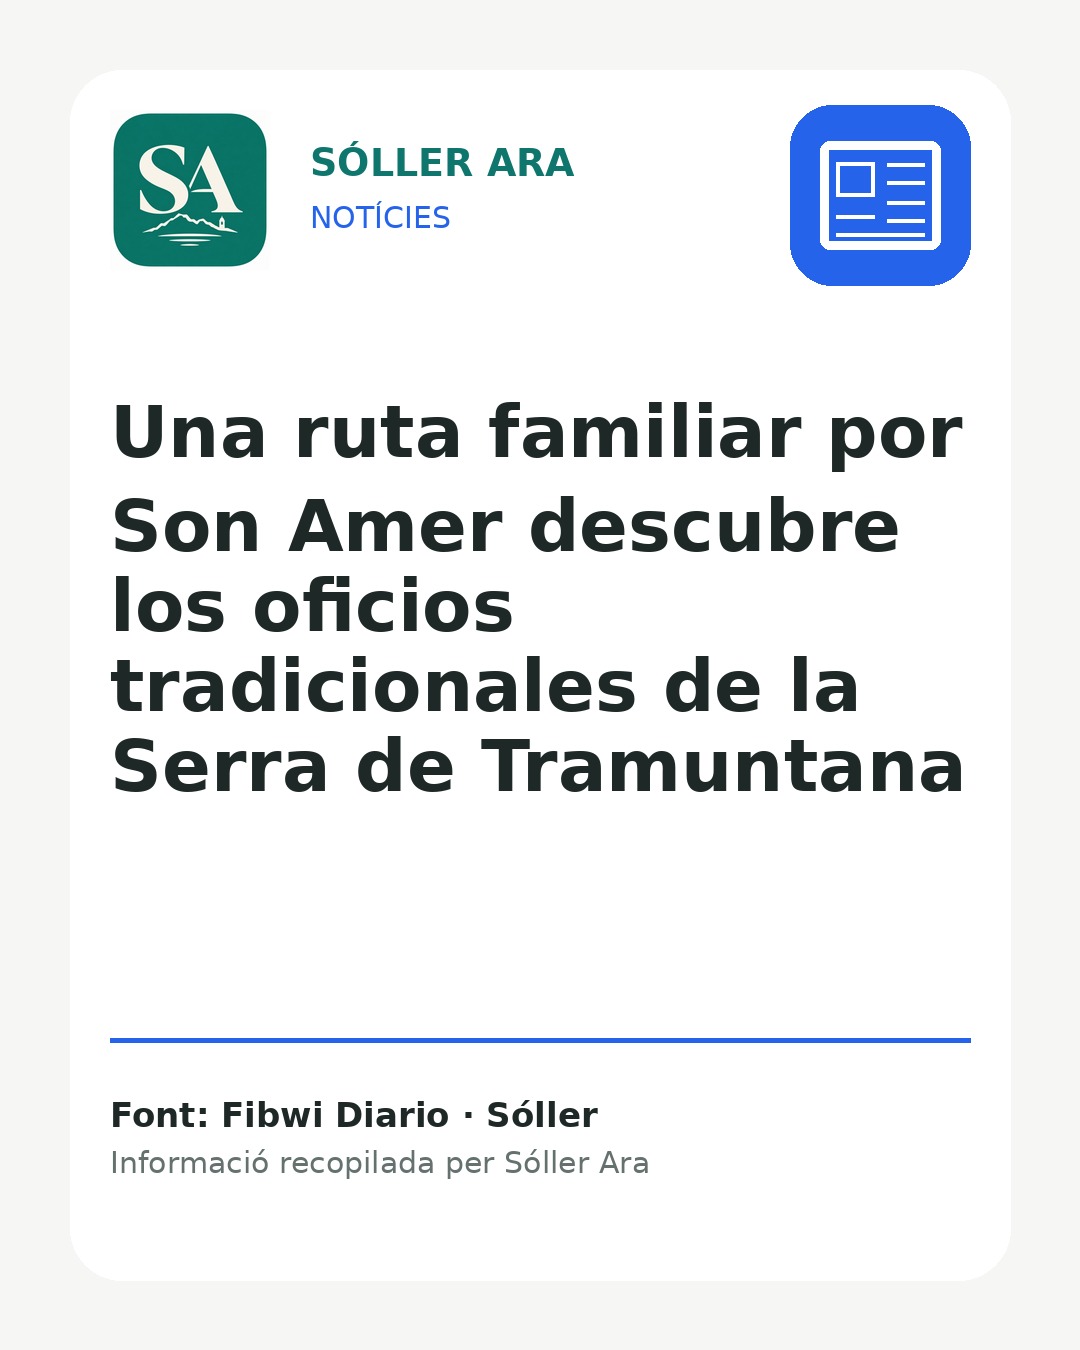 SA
SÓLLER ARA
NOTÍCIES
Una ruta familiar por
Son Amer descubre
los oficios
tradicionales de la
Serra de Tramuntana
Font: Fibwi Diario · Sóller
Informació recopilada per Sóller Ara